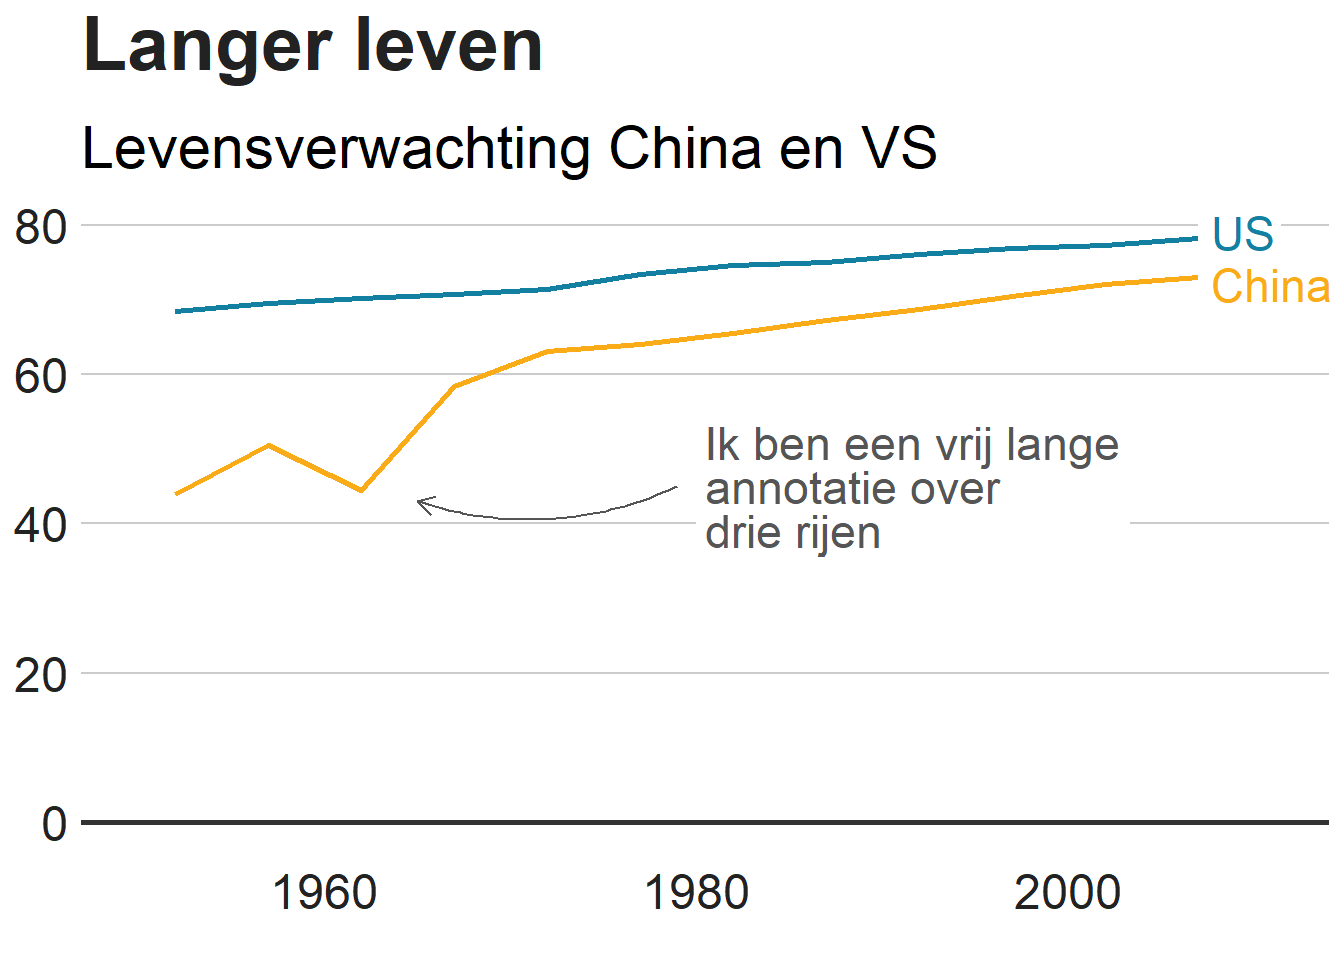 Langer leven
Levensverwachting China en VS
80
US
China
60
Ik ben een vrij lange
annotatie over
drie rijen
40
20
0
1960 1980 2000